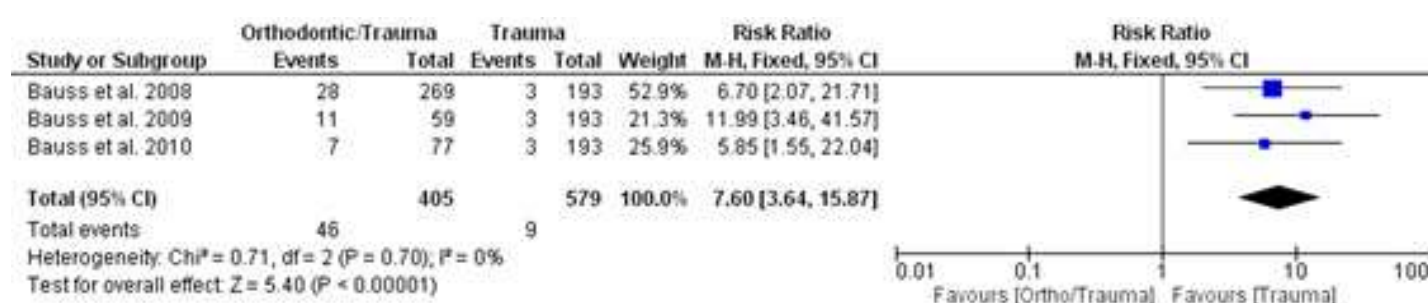 Orthodontic/Trauma Trauma Risk Ratio Risk Ratio
Study or Subgroup Events Total Events Total Weight M-H, Fixed, 95% CI M-H, Fixed, 95% CI
Bauss et al. 2008 28 269 3 193 52.9% 6.70 [2.07, 21.71]
Bauss et al. 2009 11 59 3 193 21.3% 11.99 [3.46, 41.57]
Bauss et al. 2010 7 77 3 193 25.9% 5.85 [1.55, 22.04]
Total (95% CI) 405 579 100.0% 7.60 [3.64, 15.87]
Total events 46 9
Heterogeneity: Chi² = 0.71, df = 2 (P = 0.70); I² = 0%
Test for overall effect: Z = 5.40 (P < 0.00001)
0.01 0.1 1 10 100
Favours [Ortho/Trauma] Favours [Trauma]